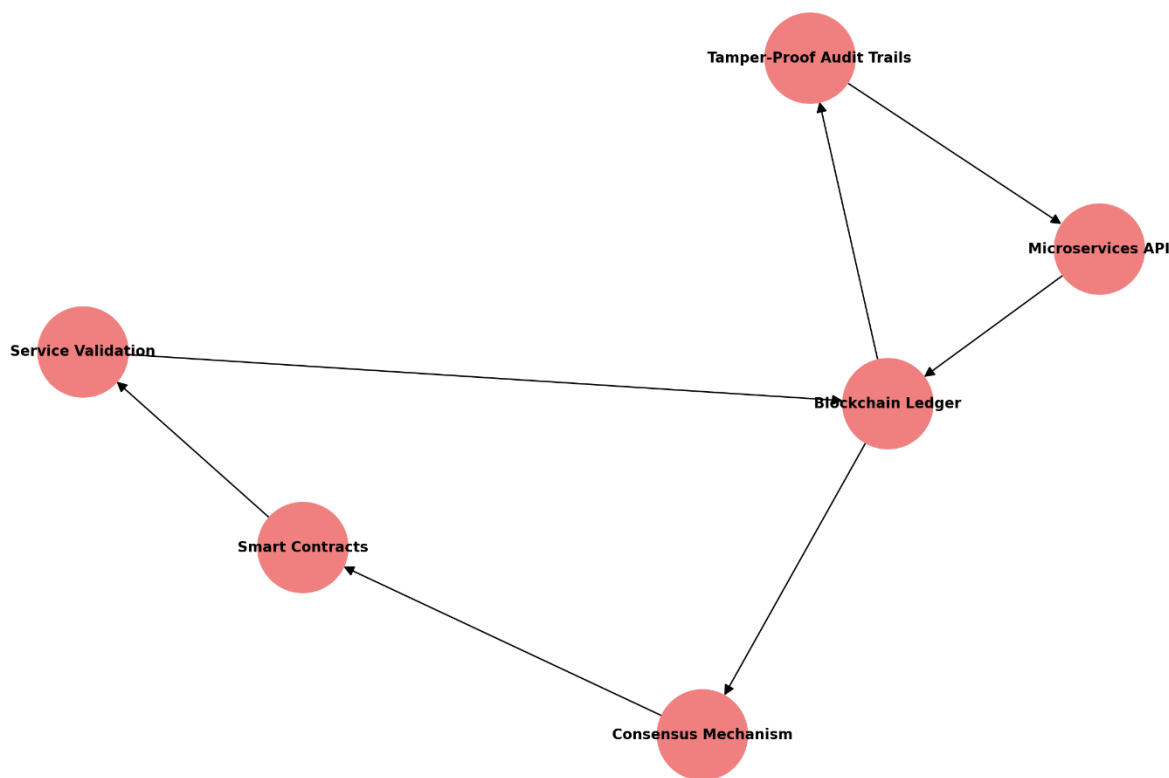 Tamper-Proof Audit Trails
Microservices API
Service Validation
Blockchain Ledger
Smart Contracts
Consensus Mechanism